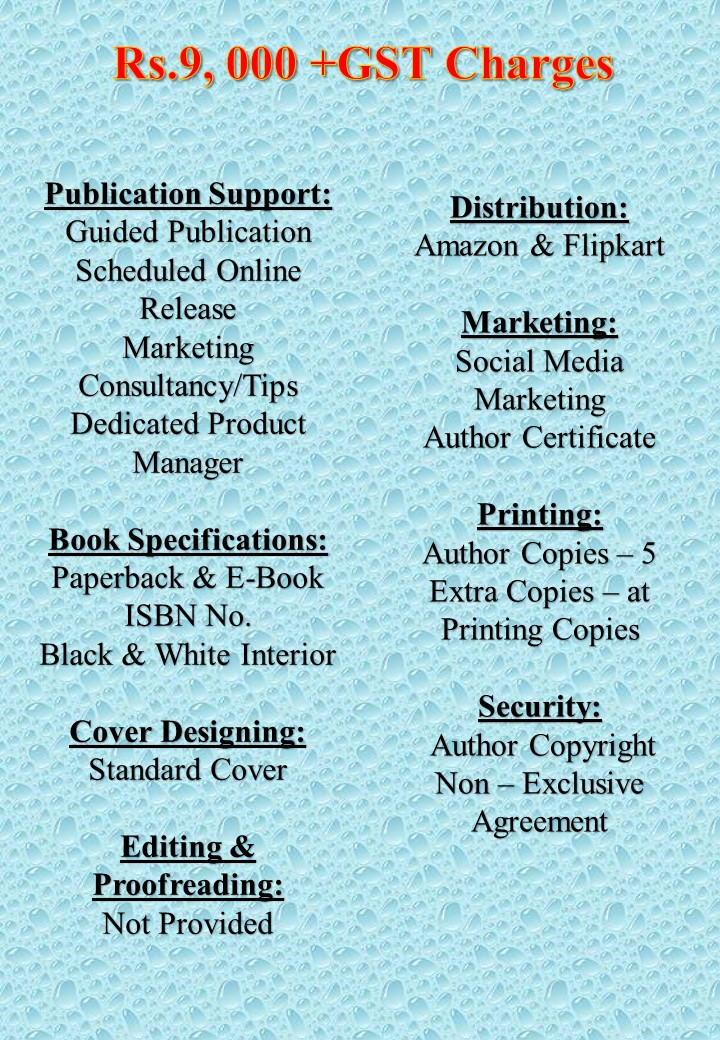 Rs.9, 000 +GST Charges
Publication Support:
Guided Publication
Scheduled Online
Release
Marketing
Consultancy/Tips
Dedicated Product
Manager
Book Specifications:
Paperback & E-Book
ISBN No.
Black & White Interior
Cover Designing:
Standard Cover
Editing &
Proofreading:
Not Provided
Distribution:
Amazon & Flipkart
Marketing:
Social Media
Marketing
Author Certificate
Printing:
Author Copies – 5
Extra Copies – at
Printing Copies
Security:
Author Copyright
Non – Exclusive
Agreement